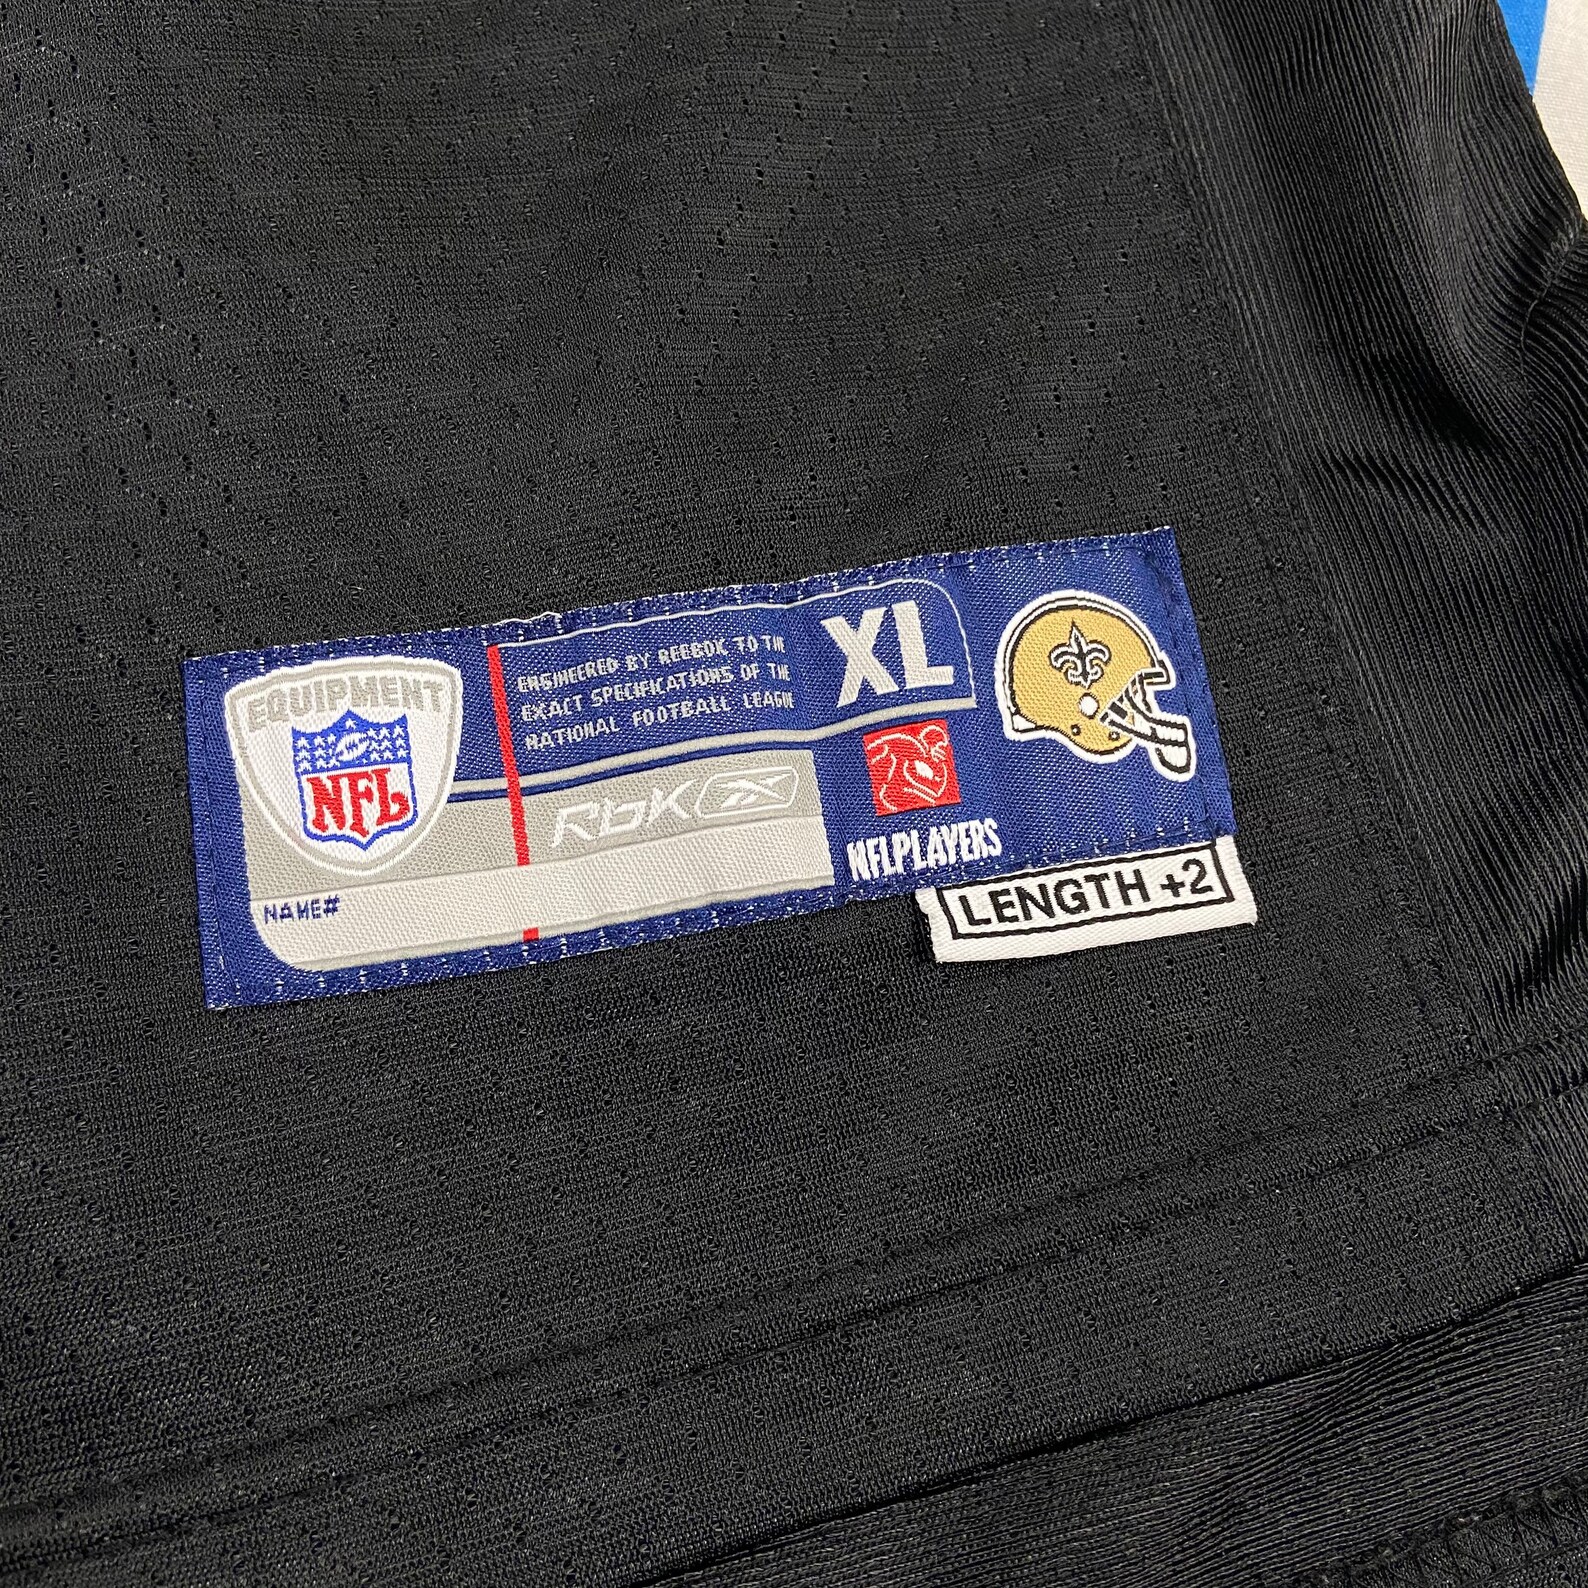 EQUIPMENT
NFL
ENGINEERED BY REEBOK TO THE
EXACT SPECIFICATIONS OF THE
NATIONAL FOOTBALL LEAGUE
XL
RbK
NFLPLAYERS
NAME#
LENGTH +2